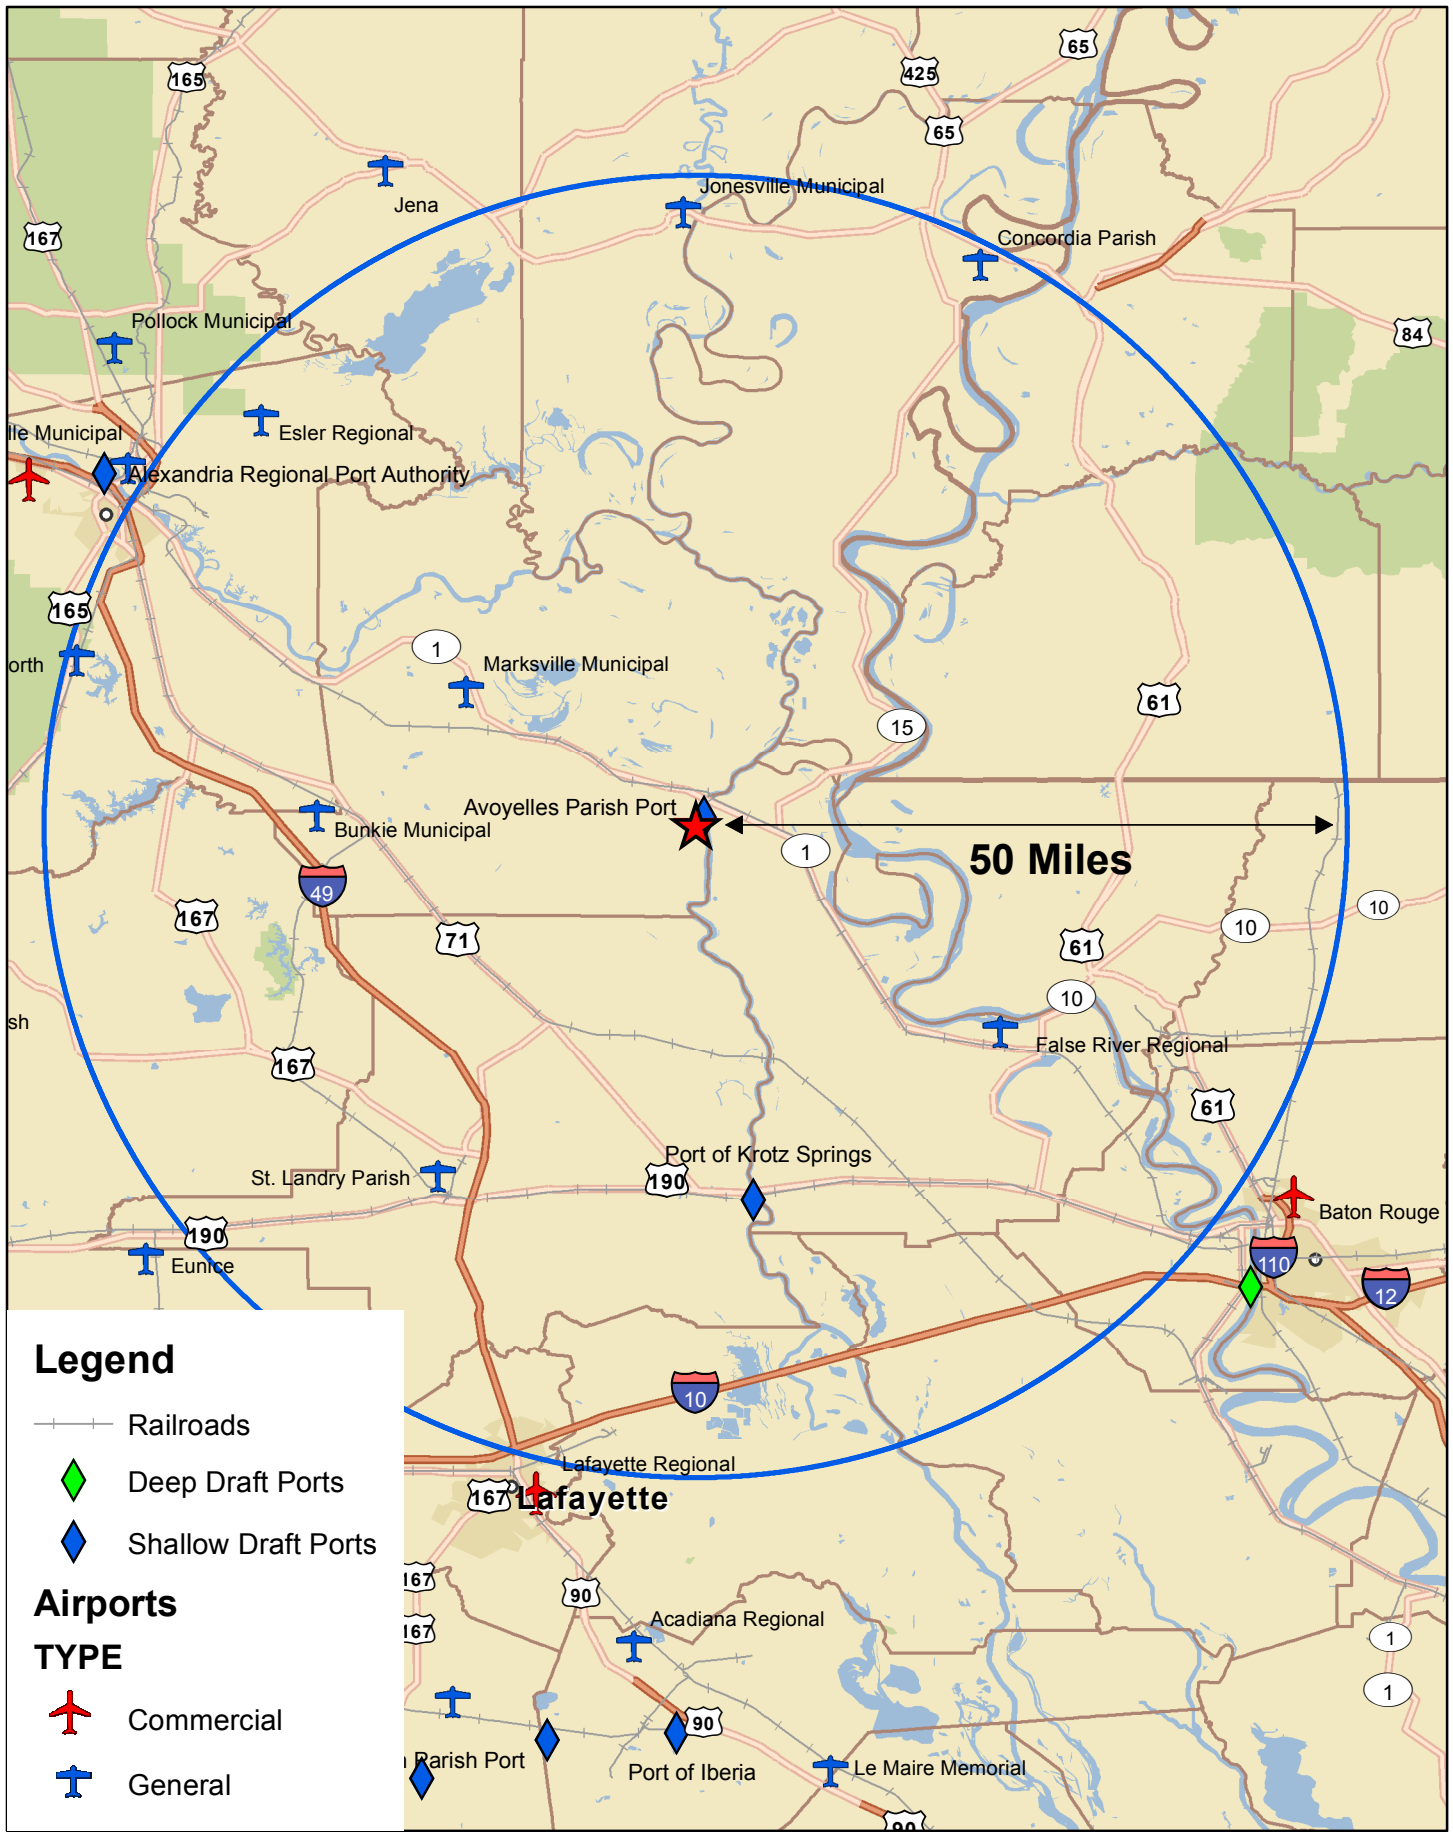 65
165
425
65
Jonesville Municipal
Jena
167
Concordia Parish
Pollock Municipal
84
lle Municipal
Esler Regional
Alexandria Regional Port Authority
165
1
orth
Marksville Municipal
61
15
Avoyelles Parish Port
Bunkie Municipal
1
50 Miles
49
10
167
10
71
61
10
sh
False River Regional
167
61
Port of Krotz Springs
St. Landry Parish
190
Baton Rouge
190
Eunice
110
12
Legend
10
Railroads
Lafayette Regional
Deep Draft Ports
167
Lafayette
Shallow Draft Ports
167
90
Airports
Acadiana Regional
167
1
TYPE
1
Commercial
90
n Parish Port
Port of Iberia
Le Maire Memorial
General
90